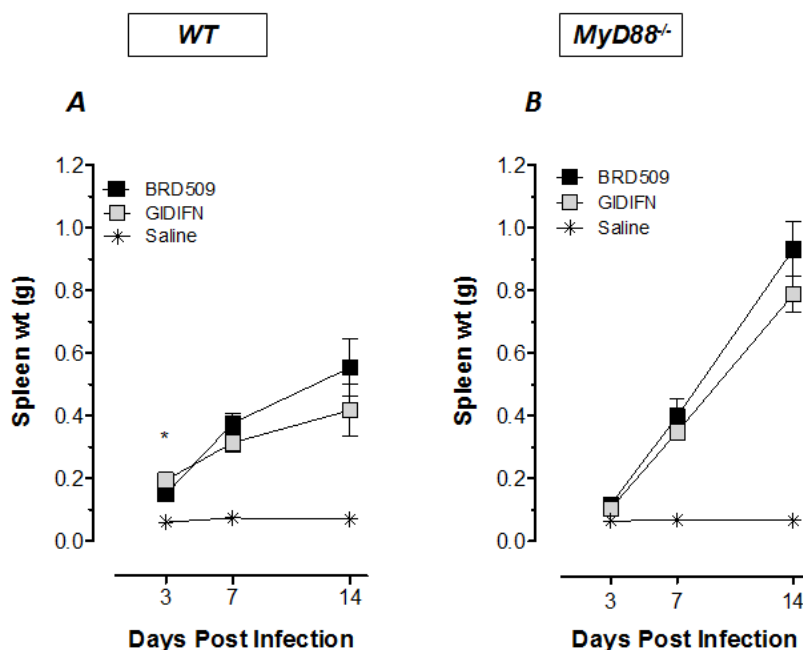 WT
MyD88-/-
A
B
1.2
1.0
0.8
0.6
0.4
0.2
0.0
Spleen wt (g)
BRD509
GIDIFN
Saline
*
3 7 14
Days Post Infection
1.2
1.0
0.8
0.6
0.4
0.2
0.0
Spleen wt (g)
BRD509
GIDIFN
Saline
3 7 14
Days Post Infection